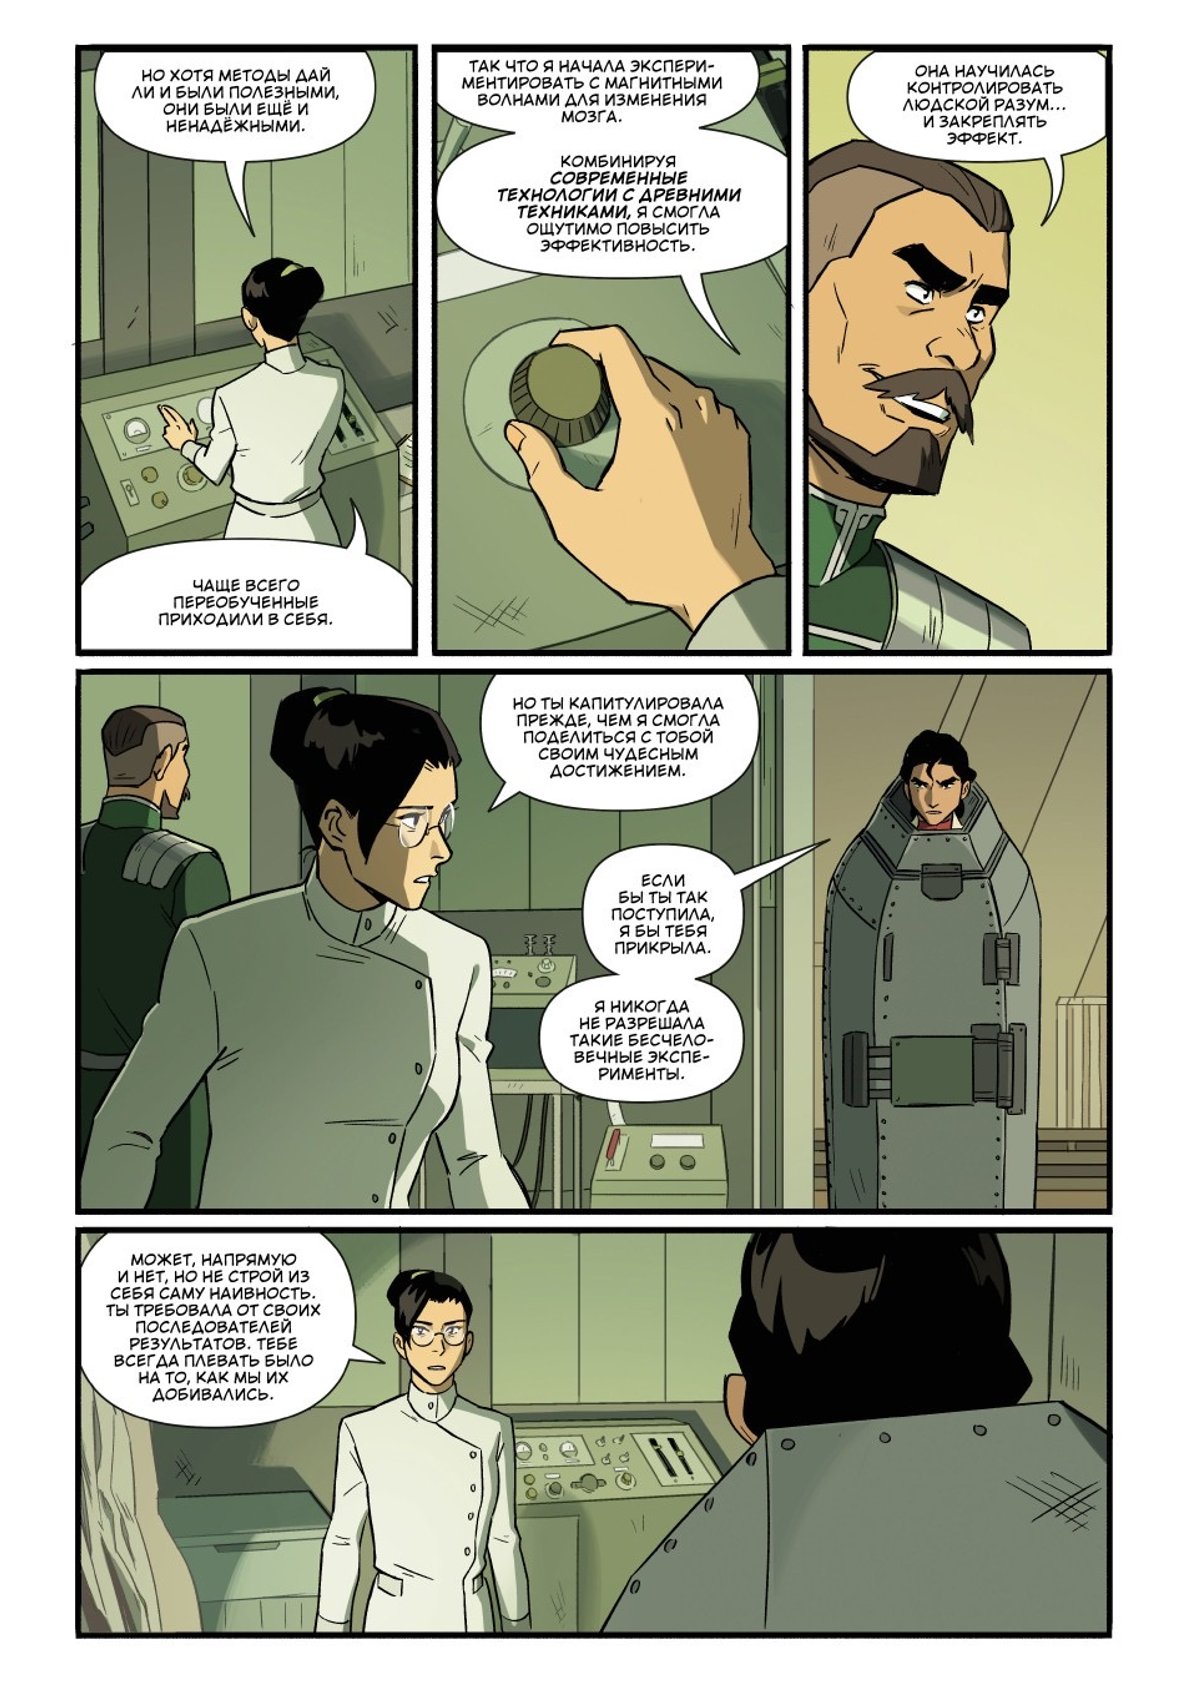 НО ХОТЯ МЕТОДЫ ДАЙ
ЛИ И БЫЛИ ПОЛЕЗНЫМИ,
ОНИ БЫЛИ ЕЩЁ И
НЕНАДЁЖНЫМИ.
ЧАЩЕ ВСЕГО
ПЕРЕОБУЧЕННЫЕ
ПРИХОДИЛИ В СЕБЯ.
ТАК ЧТО Я НАЧАЛА ЭКСПЕРИ-
МЕНТИРОВАТЬ С МАГНИТНЫМИ
ВОЛНАМИ ДЛЯ ИЗМЕНЕНИЯ
МОЗГА.
КОМБИНИРУЯ
СОВРЕМЕННЫЕ
ТЕХНОЛОГИИ С ДРЕВНИМИ
ТЕХНИКАМИ, Я СМОГЛА
ОЩУТИМО ПОВЫСИТЬ
ЭФФЕКТИВНОСТЬ.
ОНА НАУЧИЛАСЬ
КОНТРОЛИРОВАТЬ
ЛЮДСКОЙ РАЗУМ...
И ЗАКРЕПЛЯТЬ
ЭФФЕКТ.
НО ТЫ КАПИТУЛИРОВАЛА
ПРЕЖДЕ, ЧЕМ Я СМОГЛА
ПОДЕЛИТЬСЯ С ТОБОЙ
СВОИМ ЧУДЕСНЫМ
ДОСТИЖЕНИЕМ.
ЕСЛИ
БЫ ТЫ ТАК
ПОСТУПИЛА,
Я БЫ ТЕБЯ
ПРИКРЫЛА.
Я НИКОГДА
НЕ РАЗРЕШАЛА
ТАКИЕ БЕСЧЕЛО-
ВЕЧНЫЕ ЭКСПЕ-
РИМЕНТЫ.
МОЖЕТ, НАПРЯМУЮ
И НЕТ, НО НЕ СТРОЙ ИЗ
СЕБЯ САМУ НАИВНОСТЬ.
ТЫ ТРЕБОВАЛА ОТ СВОИХ
ПОСЛЕДОВАТЕЛЕЙ
РЕЗУЛЬТАТОВ. ТЕБЕ
ВСЕГДА ПЛЕВАТЬ БЫЛО
НА ТО, КАК МЫ ИХ
ДОБИВАЛИСЬ.